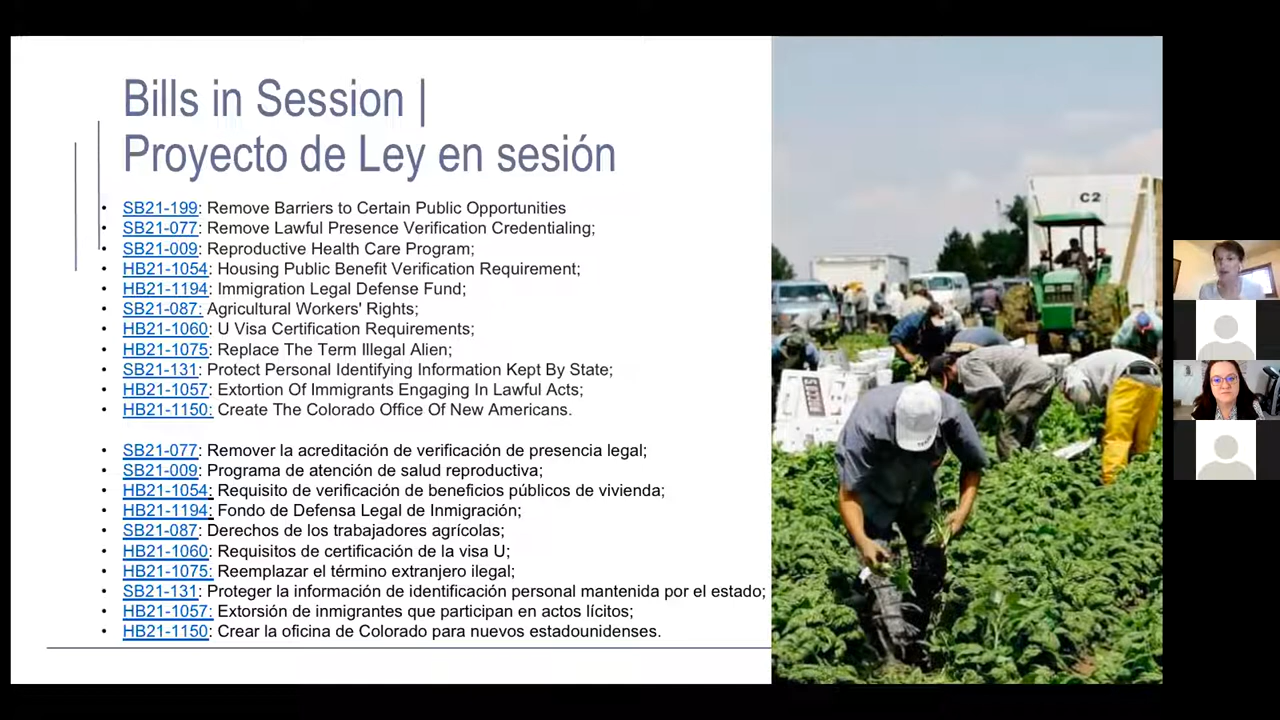 Bills in Session |
Proyecto de Ley en sesión
• SB21-199: Remove Barriers to Certain Public Opportunities
• SB21-077: Remove Lawful Presence Verification Credentialing;
• SB21-009: Reproductive Health Care Program;
• HB21-1054: Housing Public Benefit Verification Requirement;
• HB21-1194: Immigration Legal Defense Fund;
• SB21-087: Agricultural Workers' Rights;
• HB21-1060: U Visa Certification Requirements;
• HB21-1075: Replace The Term Illegal Alien;
• SB21-131: Protect Personal Identifying Information Kept By State;
• HB21-1057: Extortion Of Immigrants Engaging In Lawful Acts;
• HB21-1150: Create The Colorado Office Of New Americans.
• SB21-077: Remover la acreditación de verificación de presencia legal;
• SB21-009: Programa de atención de salud reproductiva;
• HB21-1054: Requisito de verificación de beneficios públicos de vivienda;
• HB21-1194: Fondo de Defensa Legal de Inmigración;
• SB21-087: Derechos de los trabajadores agrícolas;
• HB21-1060: Requisitos de certificación de la visa U;
• HB21-1075: Reemplazar el término extranjero ilegal;
• SB21-131: Proteger la información de identificación personal mantenida por el estado;
• HB21-1057: Extorsión de inmigrantes que participan en actos lícitos;
• HB21-1150: Crear la oficina de Colorado para nuevos estadounidenses.
C2